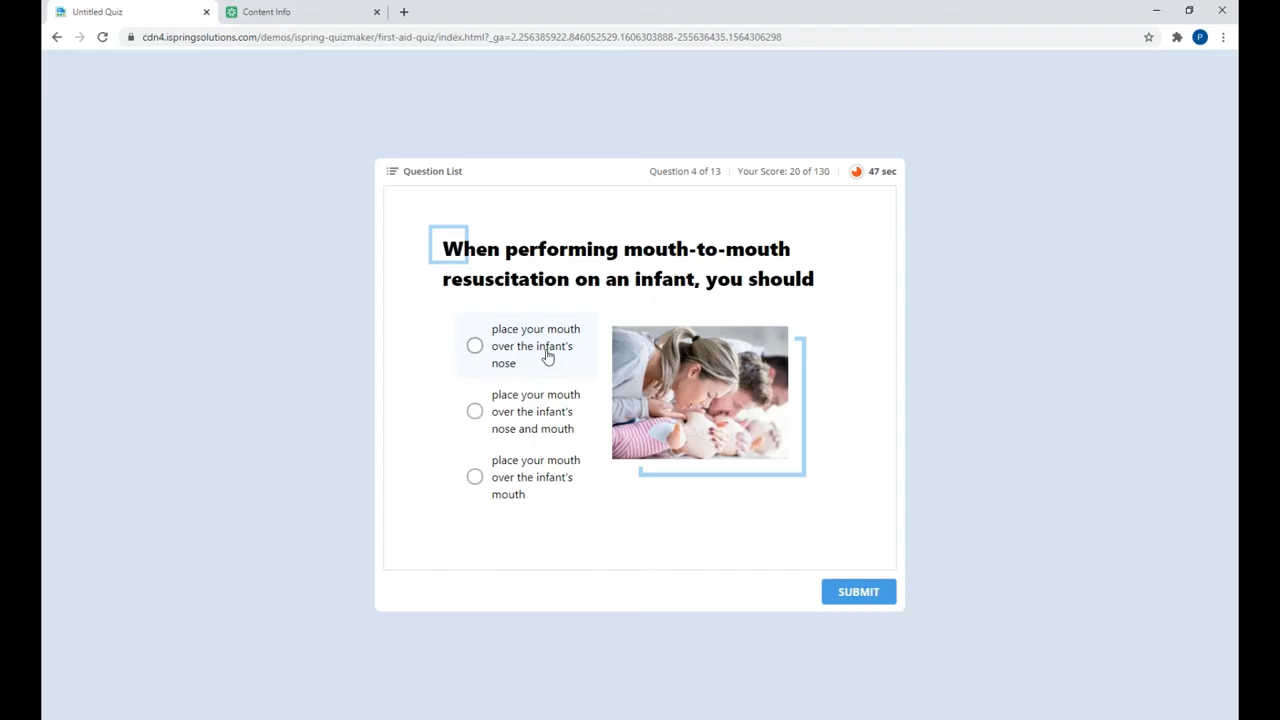 Untitled Quiz
Content Info
cdn4.ispringsolutions.com/demos/ispring-quizmaker/first-aid-quiz/index.html?_ga=2.256385922.846052529.1606303888-255636435.1564306298
P
Question List
Question 4 of 13
Your Score: 20 of 130
47 sec
When performing mouth-to-mouth
resuscitation on an infant, you should
place your mouth
over the infant's
nose
place your mouth
over the infant's
nose and mouth
place your mouth
over the infant's
mouth
SUBMIT